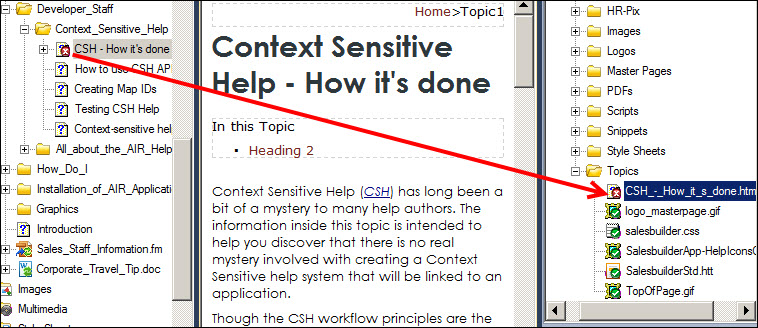 Developer_Staff
Context_Sensitive_Help
CSH - How it's done
How to use CSH AP
Creating Map IDs
Testing CSH Help
Context-sensitive hel
All_about_the_AIR_Help
How_Do_I
Installation_of_AIR_Applicati
Graphics
Introduction
Sales_Staff_Information.fm
Corporate_Travel_Tip.doc
Images
Multimedia
Home>Topic1
Context Sensitive
Help - How it's done
In this Topic
• Heading 2
Context Sensitive Help (CSH) has long been a
bit of a mystery to many help authors. The
information inside this topic is intended to
help you discover that there is no real
mystery involved with creating a Context
Sensitive help system that will be linked to an
application.
Though the CSH workflow principles are the
HR-Pix
Images
Logos
Master Pages
PDFs
Scripts
Snippets
Style Sheets
Topics
CSH_-_How_it_s_done.htm
logo_masterpage.gif
salesbuilder.css
SalesbuilderApp-HelpIcons
SalesbuilderStd.htt
TopOfPage.gif